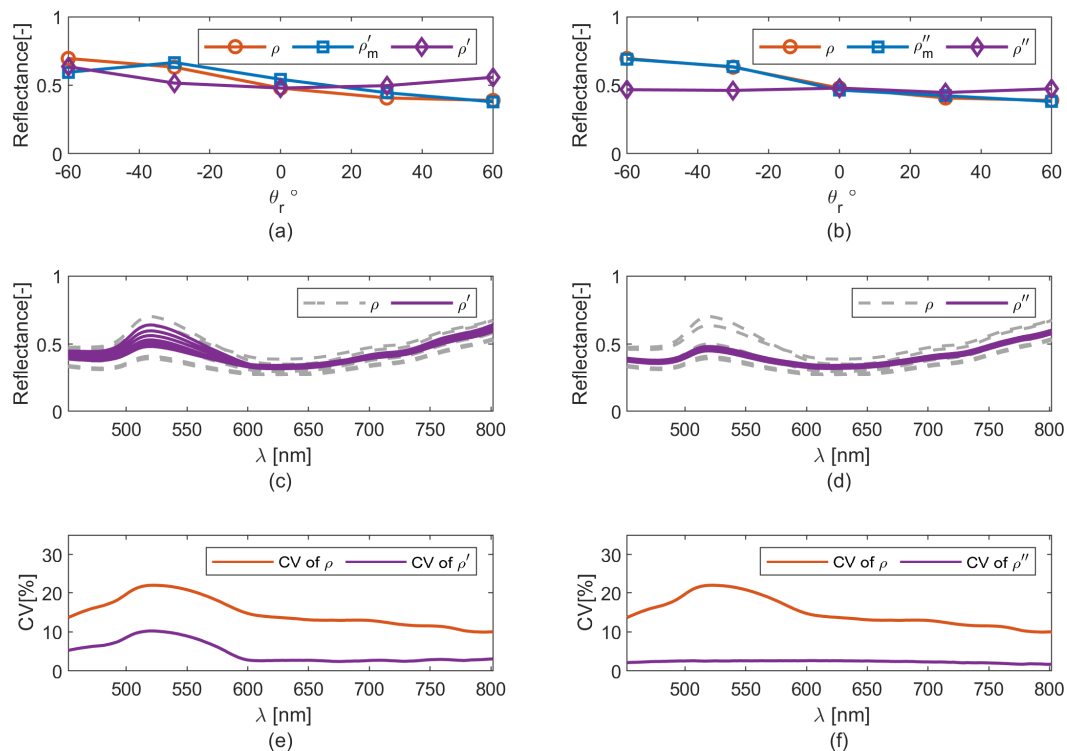 Reflectance[-]
1
0.5
0
ρ ρ′m ρ′
-60 -40 -20 0 20 40 60
θr °
(a)
Reflectance[-]
1
0.5
0
ρ ρ″m ρ″
-60 -40 -20 0 20 40 60
θr °
(b)
Reflectance[-]
1
0.5
0
ρ ρ′
500 550 600 650 700 750 800
λ [nm]
(c)
Reflectance[-]
1
0.5
0
ρ ρ″
500 550 600 650 700 750 800
λ [nm]
(d)
CV[%]
30
20
10
0
CV of ρ CV of ρ′
500 550 600 650 700 750 800
λ [nm]
(e)
CV[%]
30
20
10
0
CV of ρ CV of ρ″
500 550 600 650 700 750 800
λ [nm]
(f)